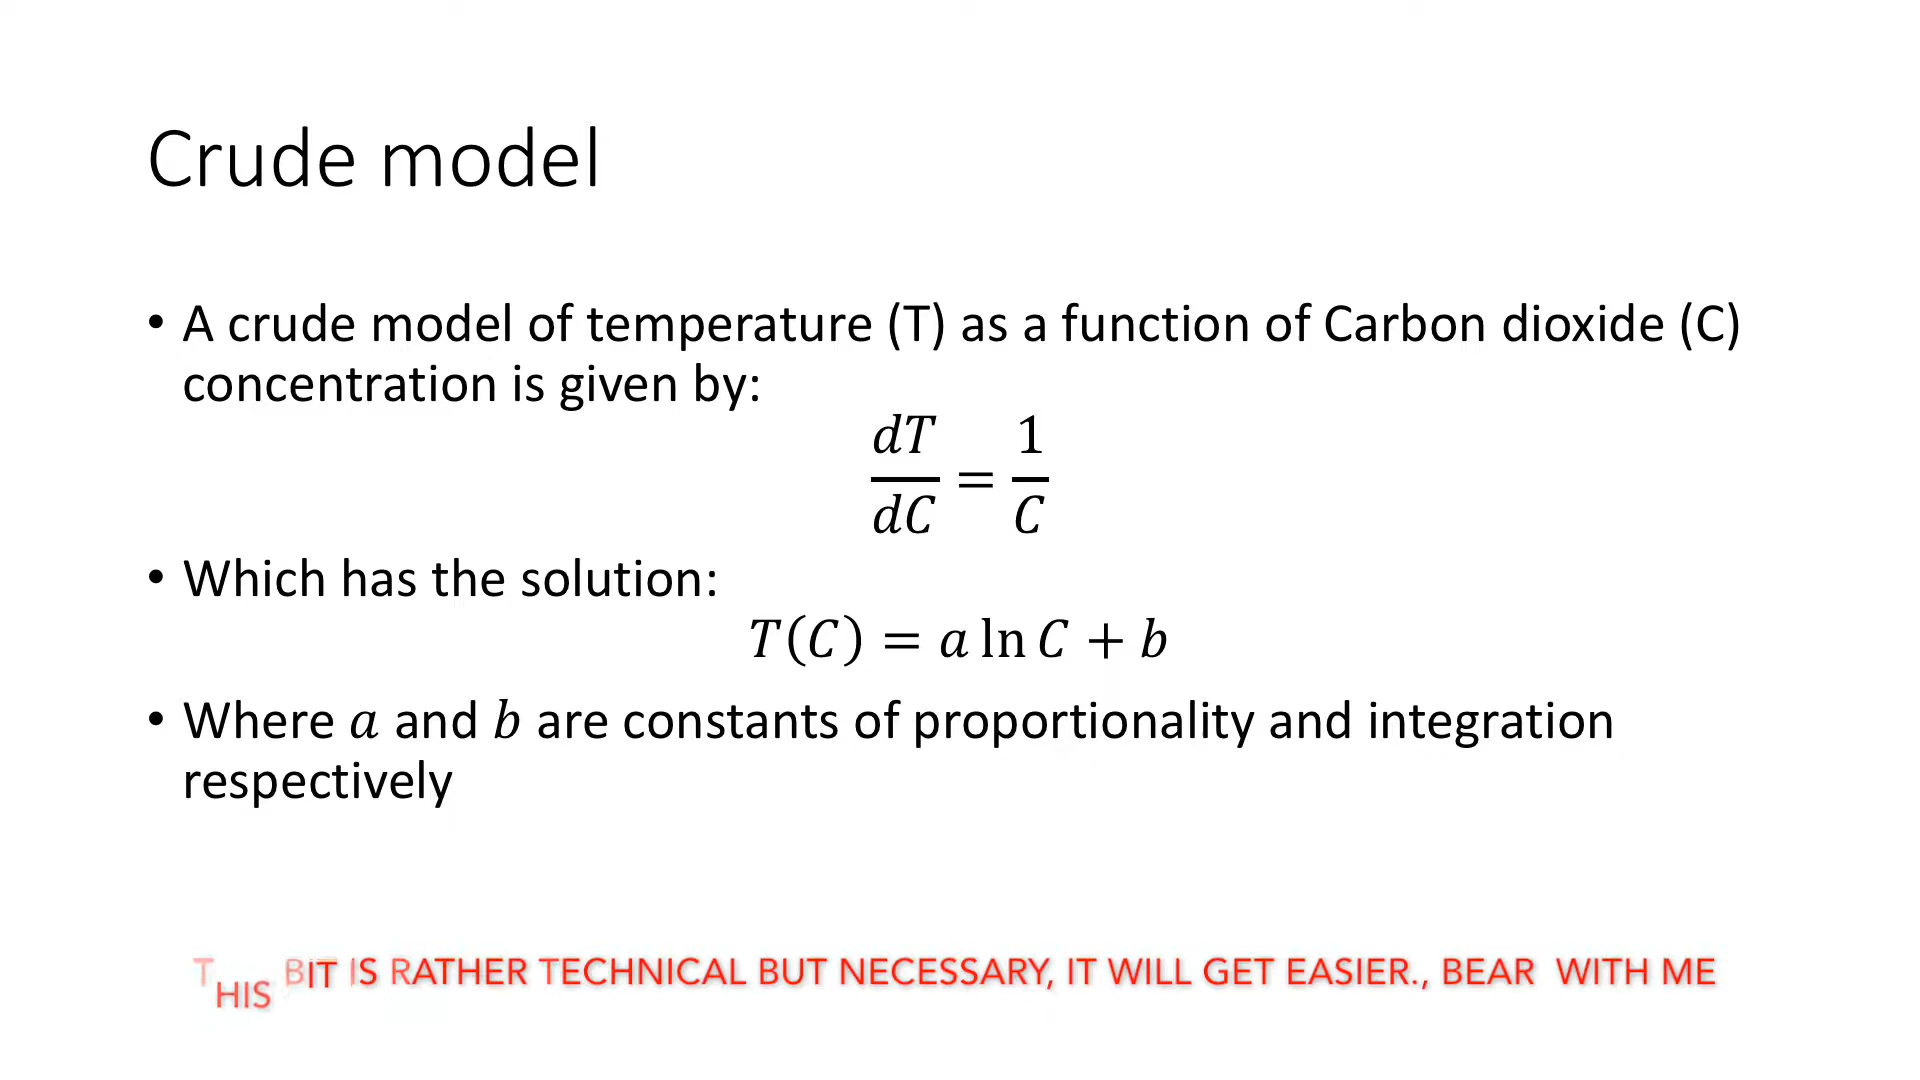 Crude model
• A crude model of temperature (T) as a function of Carbon dioxide (C)
concentration is given by:
dT/dC = 1/C
• Which has the solution:
T(C) = a ln C + b
• Where a and b are constants of proportionality and integration
respectively
THIS BIT IS RATHER TECHNICAL BUT NECESSARY, IT WILL GET EASIER., BEAR WITH ME